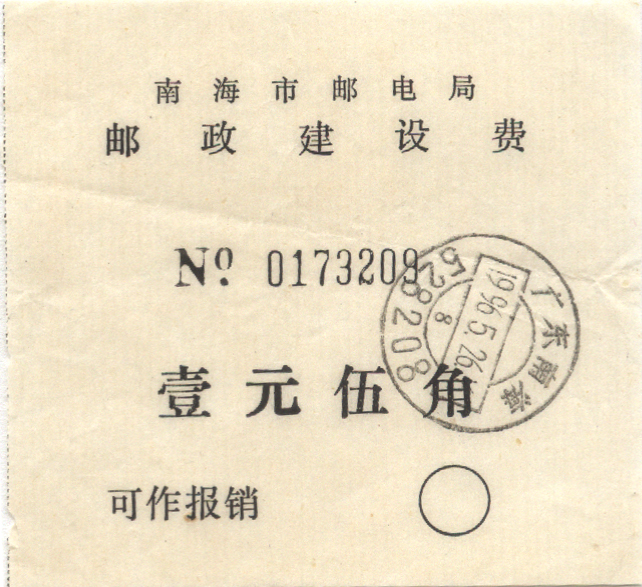 南海市邮电局
邮政建设费
Nº 0173209
壹元伍角
可作报销
广东南海
1996.5.26
8
528208